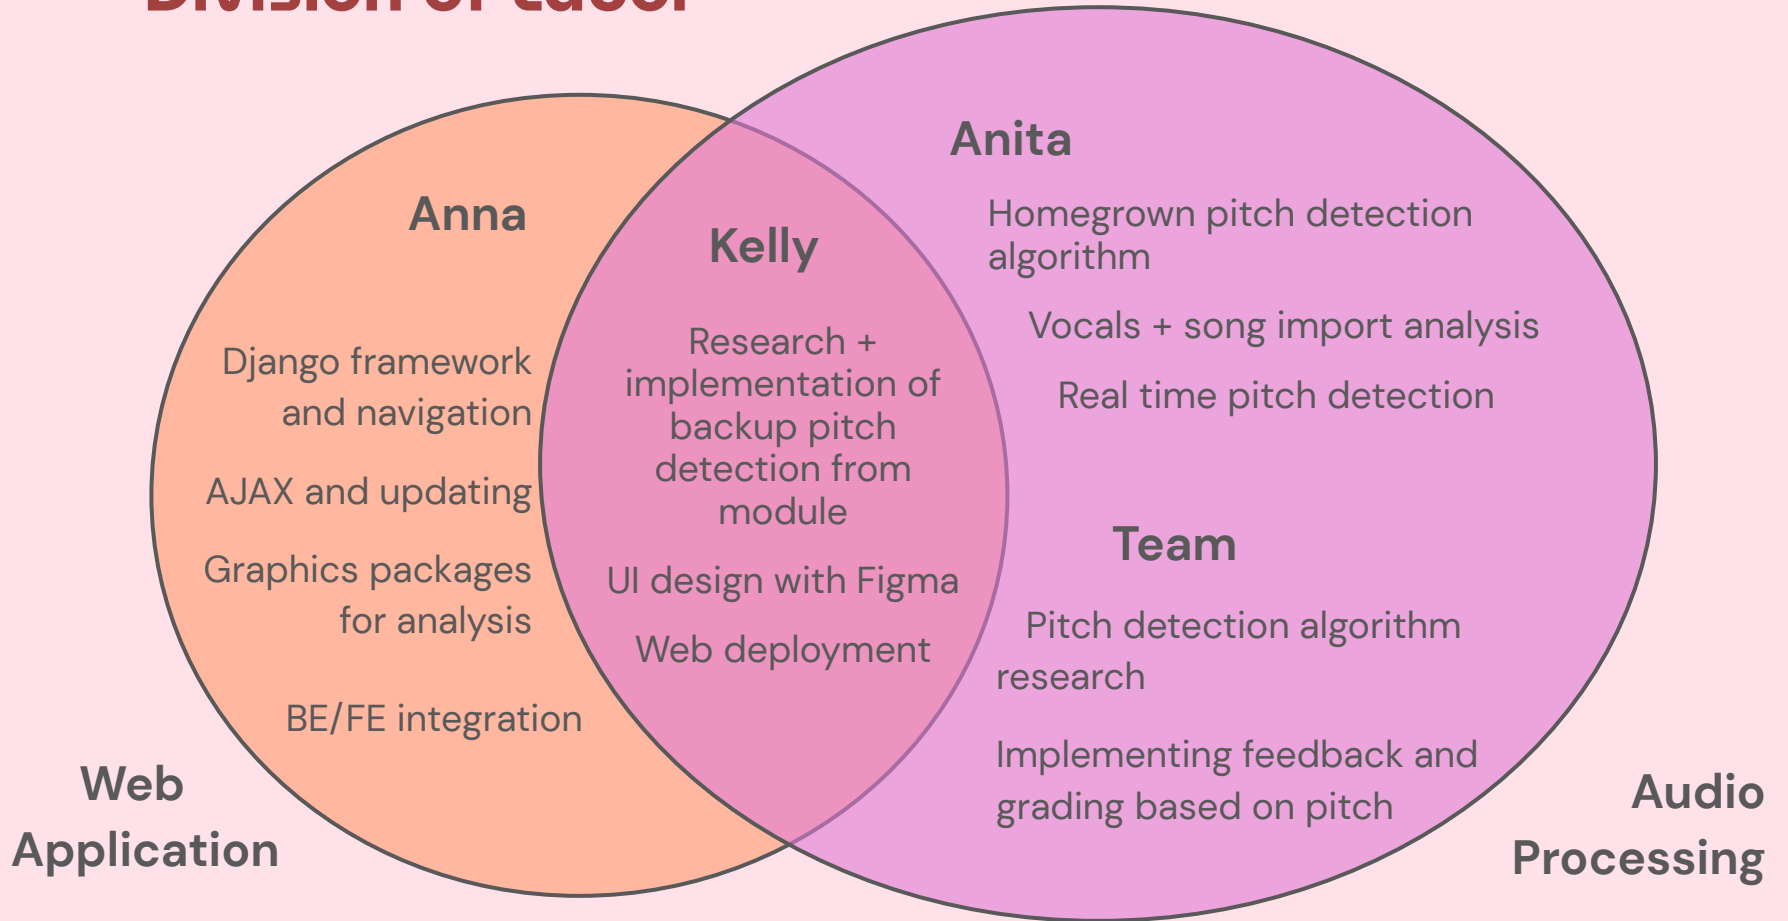 Division of Labor
Anna
Django framework
and navigation
AJAX and updating
Graphics packages
for analysis
BE/FE integration
Kelly
Research +
implementation of
backup pitch
detection from
module
UI design with Figma
Web deployment
Anita
Homegrown pitch detection
algorithm
Vocals + song import analysis
Real time pitch detection
Team
Pitch detection algorithm
research
Implementing feedback and
grading based on pitch
Web
Application
Audio
Processing